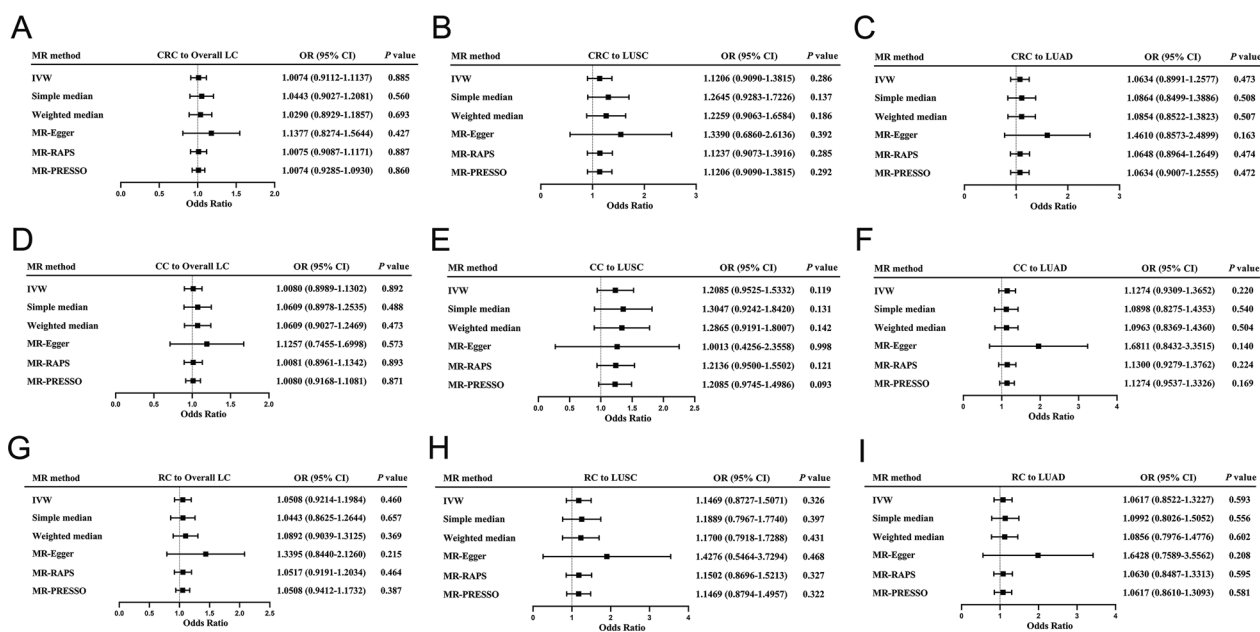 A
MR method CRC to Overall LC OR (95% CI) P value
IVW 1.0074 (0.9112-1.1137) 0.885
Simple median 1.0443 (0.9027-1.2081) 0.560
Weighted median 1.0290 (0.8929-1.1857) 0.693
MR-Egger 1.1377 (0.8274-1.5644) 0.427
MR-RAPS 1.0075 (0.9087-1.1171) 0.887
MR-PRESSO 1.0074 (0.9285-1.0930) 0.860
0.0 0.5 1.0 1.5 2.0
Odds Ratio
B
MR method CRC to LUSC OR (95% CI) P value
IVW 1.1206 (0.9090-1.3815) 0.286
Simple median 1.2645 (0.9283-1.7226) 0.137
Weighted median 1.2259 (0.9063-1.6584) 0.186
MR-Egger 1.3390 (0.6860-2.6136) 0.392
MR-RAPS 1.1237 (0.9073-1.3916) 0.285
MR-PRESSO 1.1206 (0.9090-1.3815) 0.292
0 1 2 3
Odds Ratio
C
MR method CRC to LUAD OR (95% CI) P value
IVW 1.0634 (0.8991-1.2577) 0.473
Simple median 1.0864 (0.8499-1.3886) 0.508
Weighted median 1.0854 (0.8522-1.3823) 0.507
MR-Egger 1.4610 (0.8573-2.4899) 0.163
MR-RAPS 1.0648 (0.8964-1.2649) 0.474
MR-PRESSO 1.0634 (0.9007-1.2555) 0.472
0 1 2 3
Odds Ratio
D
MR method CC to Overall LC OR (95% CI) P value
IVW 1.0080 (0.8989-1.1302) 0.892
Simple median 1.0609 (0.8978-1.2535) 0.488
Weighted median 1.0609 (0.9027-1.2469) 0.473
MR-Egger 1.1257 (0.7455-1.6998) 0.573
MR-RAPS 1.0081 (0.8961-1.1342) 0.893
MR-PRESSO 1.0080 (0.9168-1.1081) 0.871
0.0 0.5 1.0 1.5 2.0
Odds Ratio
E
MR method CC to LUSC OR (95% CI) P value
IVW 1.2085 (0.9525-1.5332) 0.119
Simple median 1.3047 (0.9242-1.8420) 0.131
Weighted median 1.2865 (0.9191-1.8007) 0.142
MR-Egger 1.0013 (0.4256-2.3558) 0.998
MR-RAPS 1.2136 (0.9500-1.5502) 0.121
MR-PRESSO 1.2085 (0.9745-1.4986) 0.093
0.0 0.5 1.0 1.5 2.0 2.5
Odds Ratio
F
MR method CC to LUAD OR (95% CI) P value
IVW 1.1274 (0.9309-1.3652) 0.220
Simple median 1.0898 (0.8275-1.4353) 0.540
Weighted median 1.0963 (0.8369-1.4360) 0.504
MR-Egger 1.6811 (0.8432-3.3515) 0.140
MR-RAPS 1.1300 (0.9279-1.3762) 0.224
MR-PRESSO 1.1274 (0.9537-1.3326) 0.169
0 1 2 3 4
Odds Ratio
G
MR method RC to Overall LC OR (95% CI) P value
IVW 1.0508 (0.9214-1.1984) 0.460
Simple median 1.0443 (0.8625-1.2644) 0.657
Weighted median 1.0892 (0.9039-1.3125) 0.369
MR-Egger 1.3395 (0.8440-2.1260) 0.215
MR-RAPS 1.0517 (0.9191-1.2034) 0.464
MR-PRESSO 1.0508 (0.9412-1.1732) 0.387
0.0 0.5 1.0 1.5 2.0 2.5
Odds Ratio
H
MR method RC to LUSC OR (95% CI) P value
IVW 1.1469 (0.8727-1.5071) 0.326
Simple median 1.1889 (0.7967-1.7740) 0.397
Weighted median 1.1700 (0.7918-1.7288) 0.431
MR-Egger 1.4276 (0.5464-3.7294) 0.468
MR-RAPS 1.1502 (0.8696-1.5213) 0.327
MR-PRESSO 1.1469 (0.8794-1.4957) 0.322
0 1 2 3 4
Odds Ratio
I
MR method RC to LUAD OR (95% CI) P value
IVW 1.0617 (0.8522-1.3227) 0.593
Simple median 1.0992 (0.8026-1.5052) 0.556
Weighted median 1.0856 (0.7976-1.4776) 0.602
MR-Egger 1.6428 (0.7589-3.5562) 0.208
MR-RAPS 1.0630 (0.8487-1.3313) 0.595
MR-PRESSO 1.0617 (0.8610-1.3093) 0.581
0 1 2 3 4
Odds Ratio